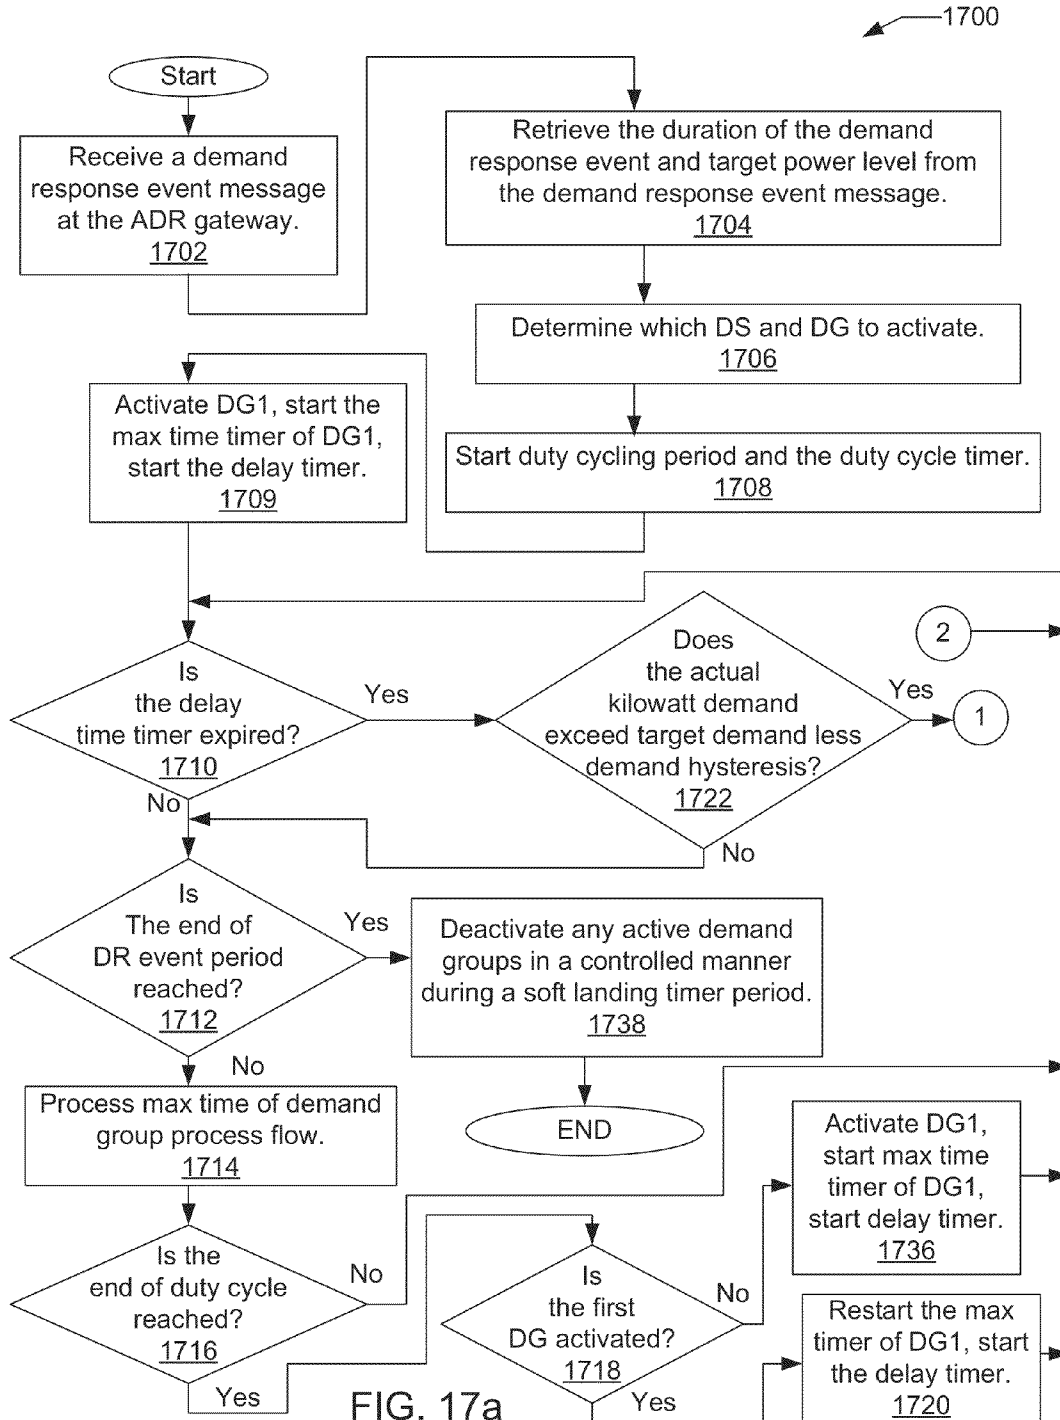 1700
Start
Receive a demand
response event message
at the ADR gateway.
1702
Retrieve the duration of the demand
response event and target power level from
the demand response event message.
1704
Determine which DS and DG to activate.
1706
Start duty cycling period and the duty cycle timer.
1708
Activate DG1, start the
max time timer of DG1,
start the delay timer.
1709
Is
the delay
time timer expired?
1710
Yes
No
Does
the actual
kilowatt demand
exceed target demand less
demand hysteresis?
1722
Yes
No
2
1
Is
The end of
DR event period
reached?
1712
Yes
No
Deactivate any active demand
groups in a controlled manner
during a soft landing timer period.
1738
END
Process max time of demand
group process flow.
1714
Is the
end of duty cycle
reached?
1716
No
Yes
Is
the first
DG activated?
1718
No
Yes
Activate DG1,
start max time
timer of DG1,
start delay timer.
1736
Restart the max
timer of DG1, start
the delay timer.
1720
FIG. 17a